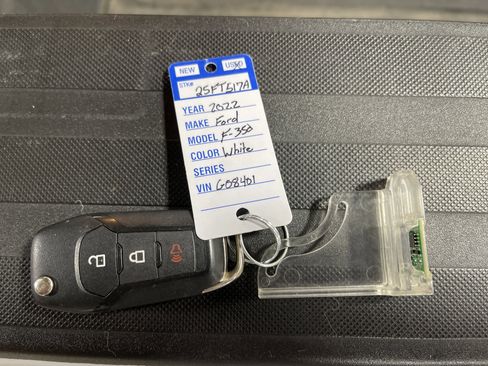 NEW USED
STK# 25FT517A
YEAR 2022
MAKE Ford
MODEL F-350
COLOR White
SERIES
VIN G08401